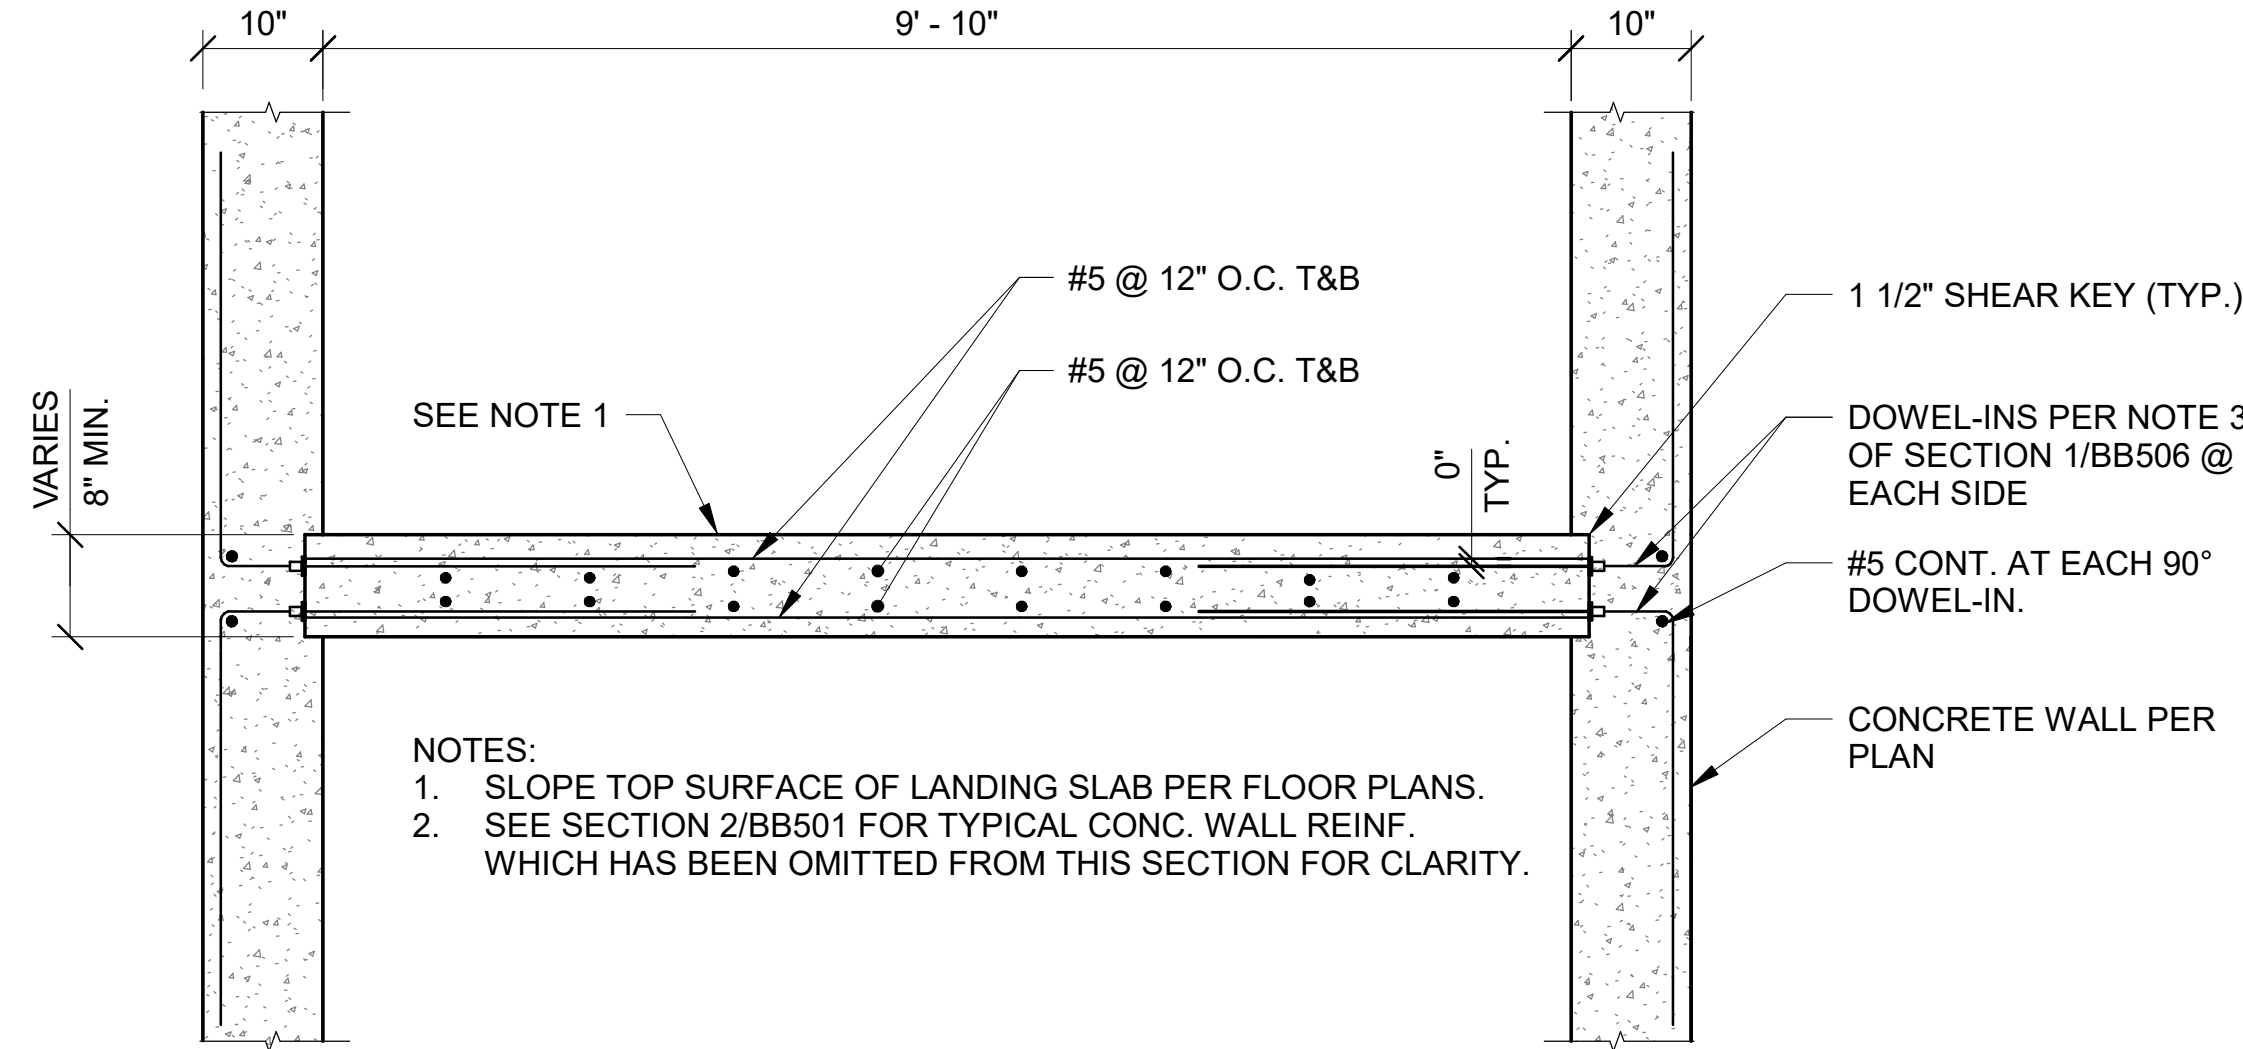 10"
9' - 10"
10"
#5 @ 12" O.C. T&B
#5 @ 12" O.C. T&B
SEE NOTE 1
VARIES
8" MIN.
0"
TYP.
1 1/2" SHEAR KEY (TYP.)
DOWEL-INS PER NOTE 3
OF SECTION 1/BB506 @
EACH SIDE
#5 CONT. AT EACH 90°
DOWEL-IN.
CONCRETE WALL PER
PLAN
NOTES:
1. SLOPE TOP SURFACE OF LANDING SLAB PER FLOOR PLANS.
2. SEE SECTION 2/BB501 FOR TYPICAL CONC. WALL REINF.
WHICH HAS BEEN OMITTED FROM THIS SECTION FOR CLARITY.